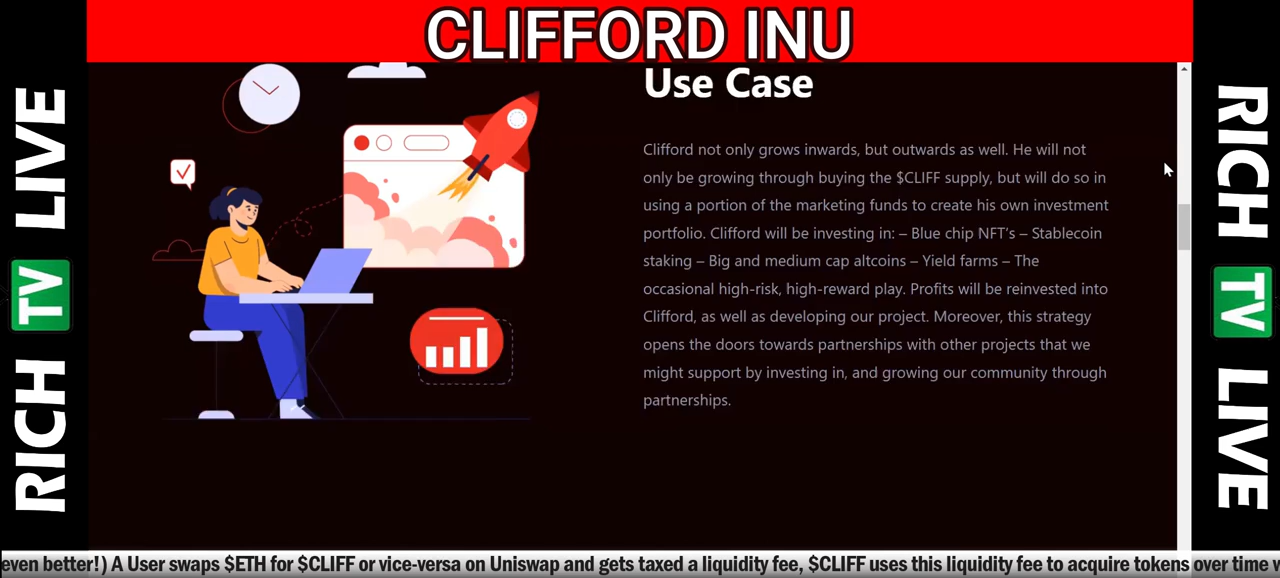 CLIFFORD INU
RICH TV LIVE
Use Case
Clifford not only grows inwards, but outwards as well. He will not
only be growing through buying the $CLIFF supply, but will do so in
using a portion of the marketing funds to create his own investment
portfolio. Clifford will be investing in: – Blue chip NFT’s – Stablecoin
staking – Big and medium cap altcoins – Yield farms – The
occasional high-risk, high-reward play. Profits will be reinvested into
Clifford, as well as developing our project. Moreover, this strategy
opens the doors towards partnerships with other projects that we
might support by investing in, and growing our community through
partnerships.
RICH TV LIVE
even better!) A User swaps $ETH for $CLIFF or vice-versa on Uniswap and gets taxed a liquidity fee, $CLIFF uses this liquidity fee to acquire tokens over time